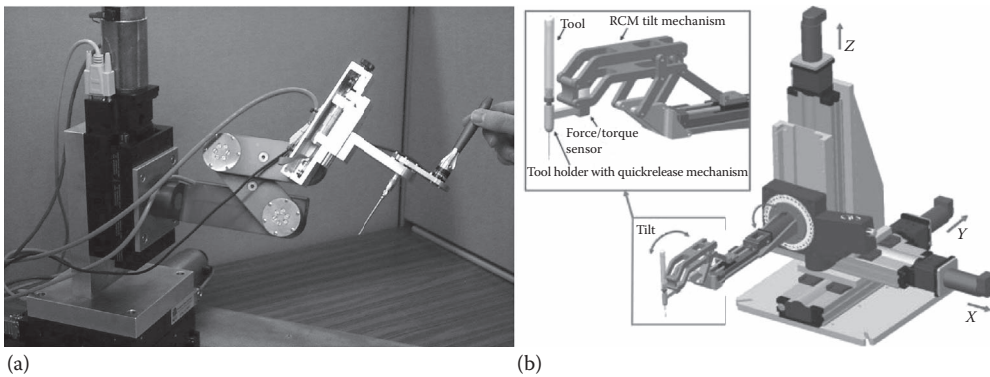 Tool
RCM tilt mechanism
Z
Force/torque
sensor
Tool holder with quickrelease mechanism
Tilt
Y
X
(a)
(b)